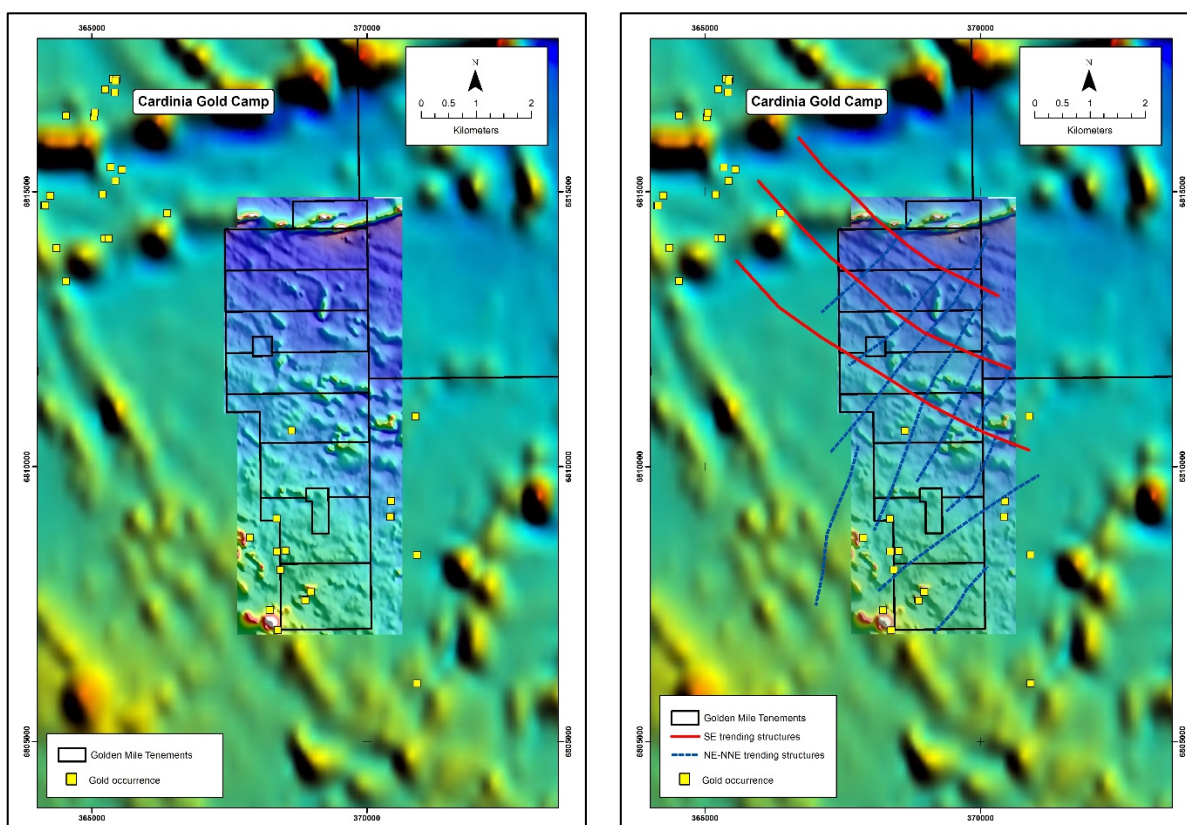 365000
370000
Cardinia Gold Camp
N
0 0.5 1 2
Kilometers
6815000
6815000
6810000
6810000
6805000
6805000
Golden Mile Tenements
Gold occurrence
365000
370000
365000
370000
Cardinia Gold Camp
N
0 0.5 1 2
Kilometers
6815000
6815000
6810000
6810000
6805000
6805000
Golden Mile Tenements
SE trending structures
NE-NNE trending structures
Gold occurrence
365000
370000